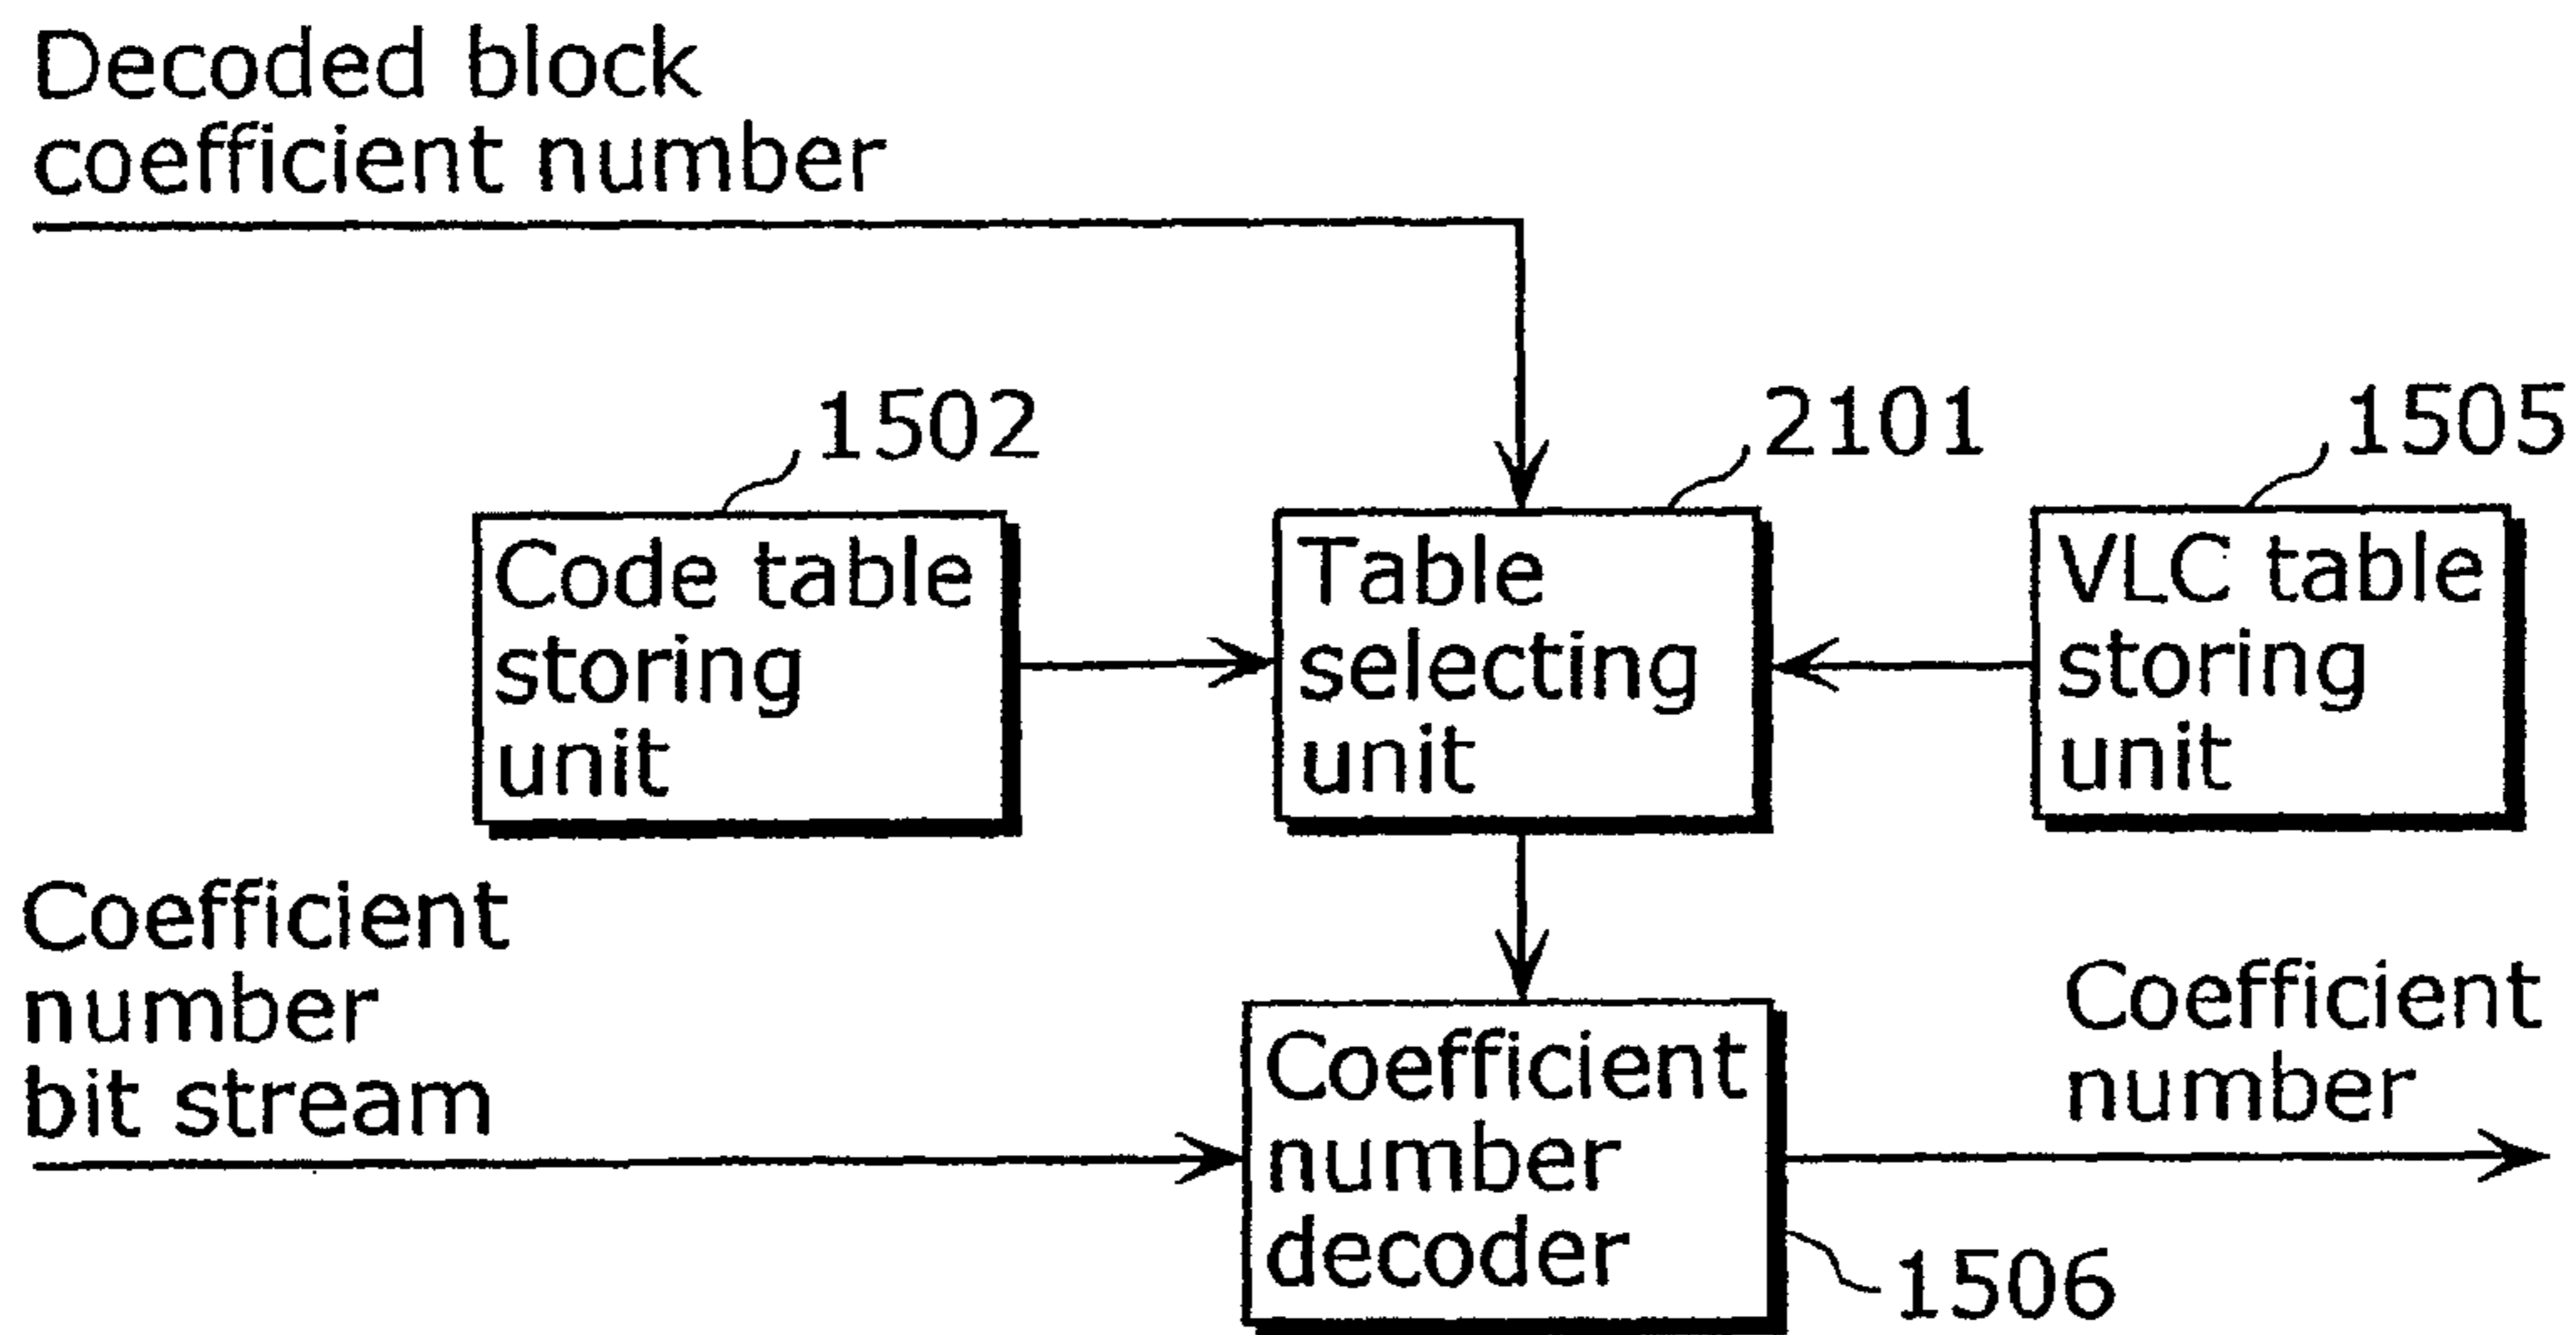 Decoded block
coefficient number
1502
2101
1505
Code table
storing
unit
Table
selecting
unit
VLC table
storing
unit
Coefficient
number
bit stream
Coefficient
number
decoder
Coefficient
number
1506